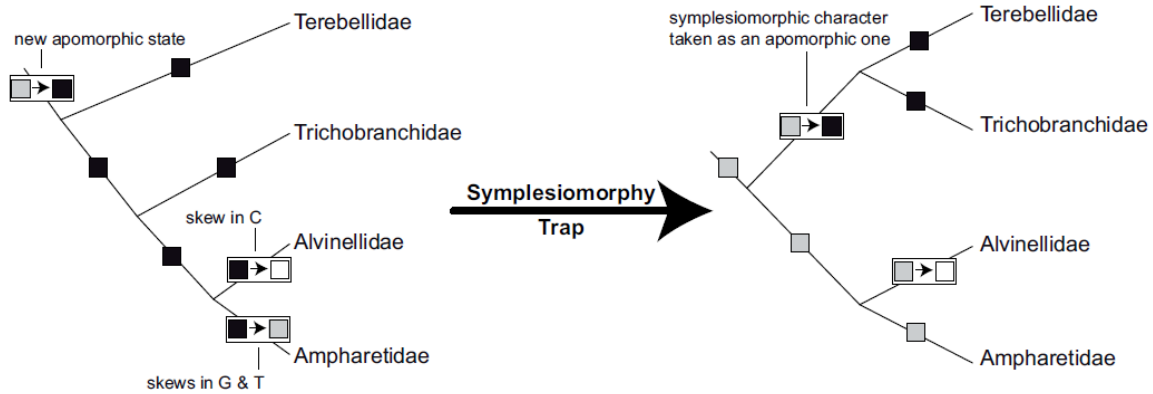 new apomorphic state
Terebellidae
Trichobranchidae
skew in C
Alvinellidae
Ampharetidae
skews in G & T
Symplesiomorphy
Trap
symplesiomorphic character
taken as an apomorphic one
Terebellidae
Trichobranchidae
Alvinellidae
Ampharetidae